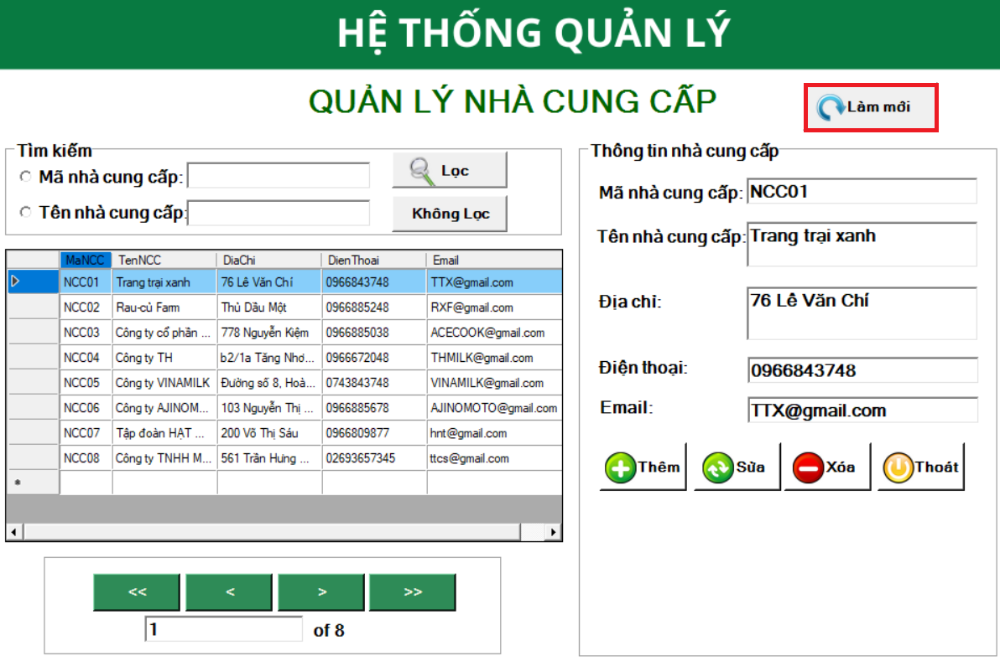 HỆ THỐNG QUẢN LÝ
QUẢN LÝ NHÀ CUNG CẤP
Làm mới
Tìm kiếm
Mã nhà cung cấp:
Lọc
Tên nhà cung cấp:
Không Lọc
MaNCC TenNCC DiaChi DienThoai Email
NCC01 Trang trại xanh 76 Lê Văn Chí 0966843748 TTX@gmail.com
NCC02 Rau-củ Farm Thủ Dầu Một 0966885248 RXF@gmail.com
NCC03 Công ty cổ phần ... 778 Nguyễn Kiệm 0966885038 ACECOOK@gmail.com
NCC04 Công ty TH b2/1a Tăng Nhơ... 0966672048 THMILK@gmail.com
NCC05 Công ty VINAMILK Đường số 8, Hoà... 0743843748 VINAMILK@gmail.com
NCC06 Công ty AJINOM... 103 Nguyễn Thị ... 0966885678 AJINOMOTO@gmail.com
NCC07 Tập đoàn HẠT ... 200 Võ Thị Sáu 0966809877 hnt@gmail.com
NCC08 Công ty TNHH M... 561 Trần Hưng ... 02693657345 ttcs@gmail.com
<< < > >>
1 of 8
Thông tin nhà cung cấp
Mã nhà cung cấp: NCC01
Tên nhà cung cấp: Trang trại xanh
Địa chỉ: 76 Lê Văn Chí
Điện thoại: 0966843748
Email: TTX@gmail.com
Thêm Sửa Xóa Thoát